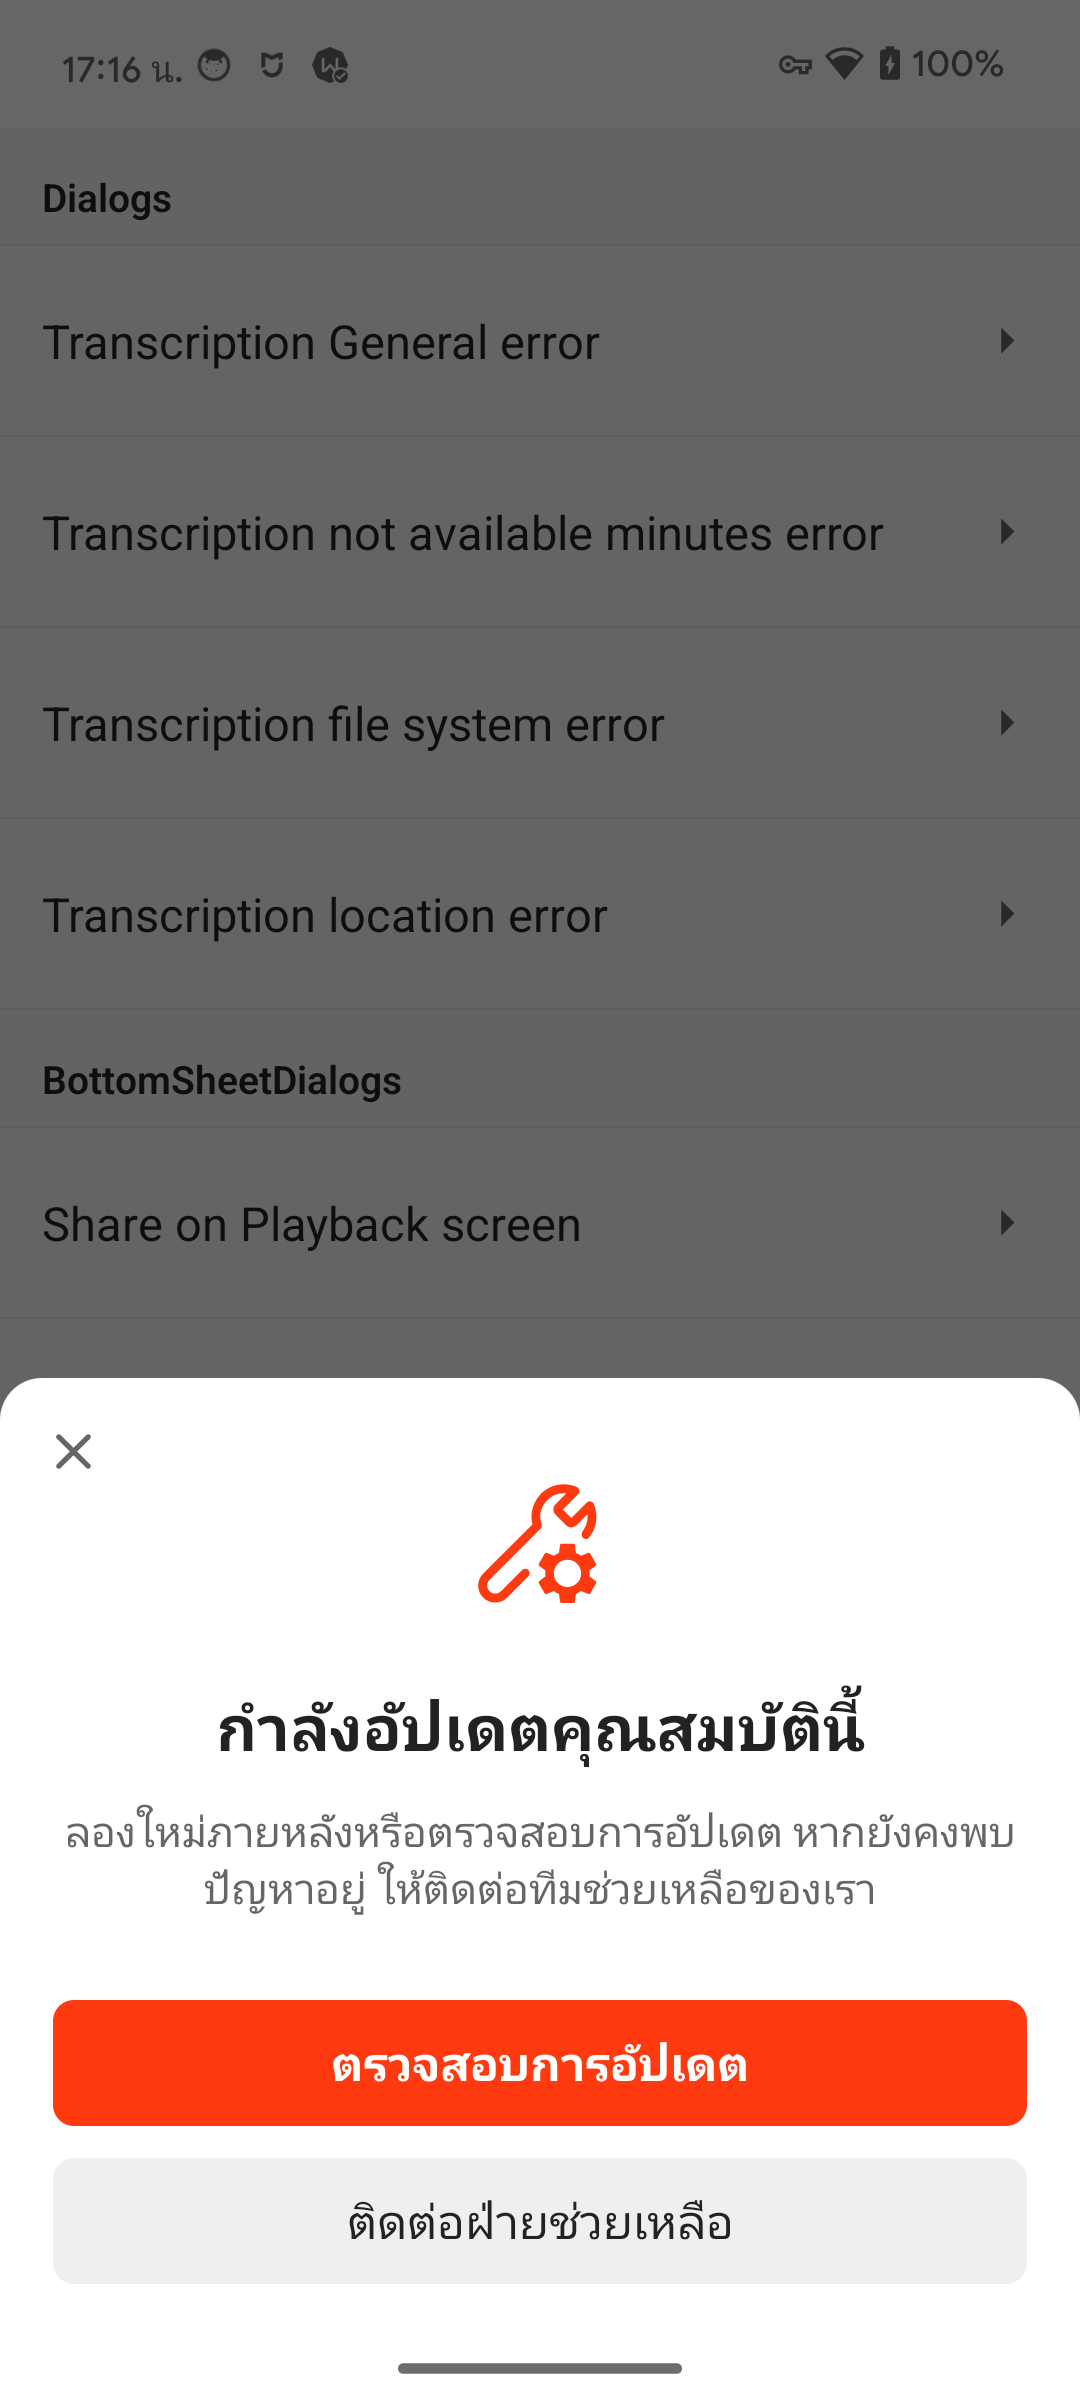 17:16 น.
100%
Dialogs
Transcription General error
Transcription not available minutes error
Transcription file system error
Transcription location error
BottomSheetDialogs
Share on Playback screen
กำลังอัปเดตคุณสมบัตินี้
ลองใหม่ภายหลังหรือตรวจสอบการอัปเดต หากยังคงพบ
ปัญหาอยู่ ให้ติดต่อทีมช่วยเหลือของเรา
ตรวจสอบการอัปเดต
ติดต่อฝ่ายช่วยเหลือ